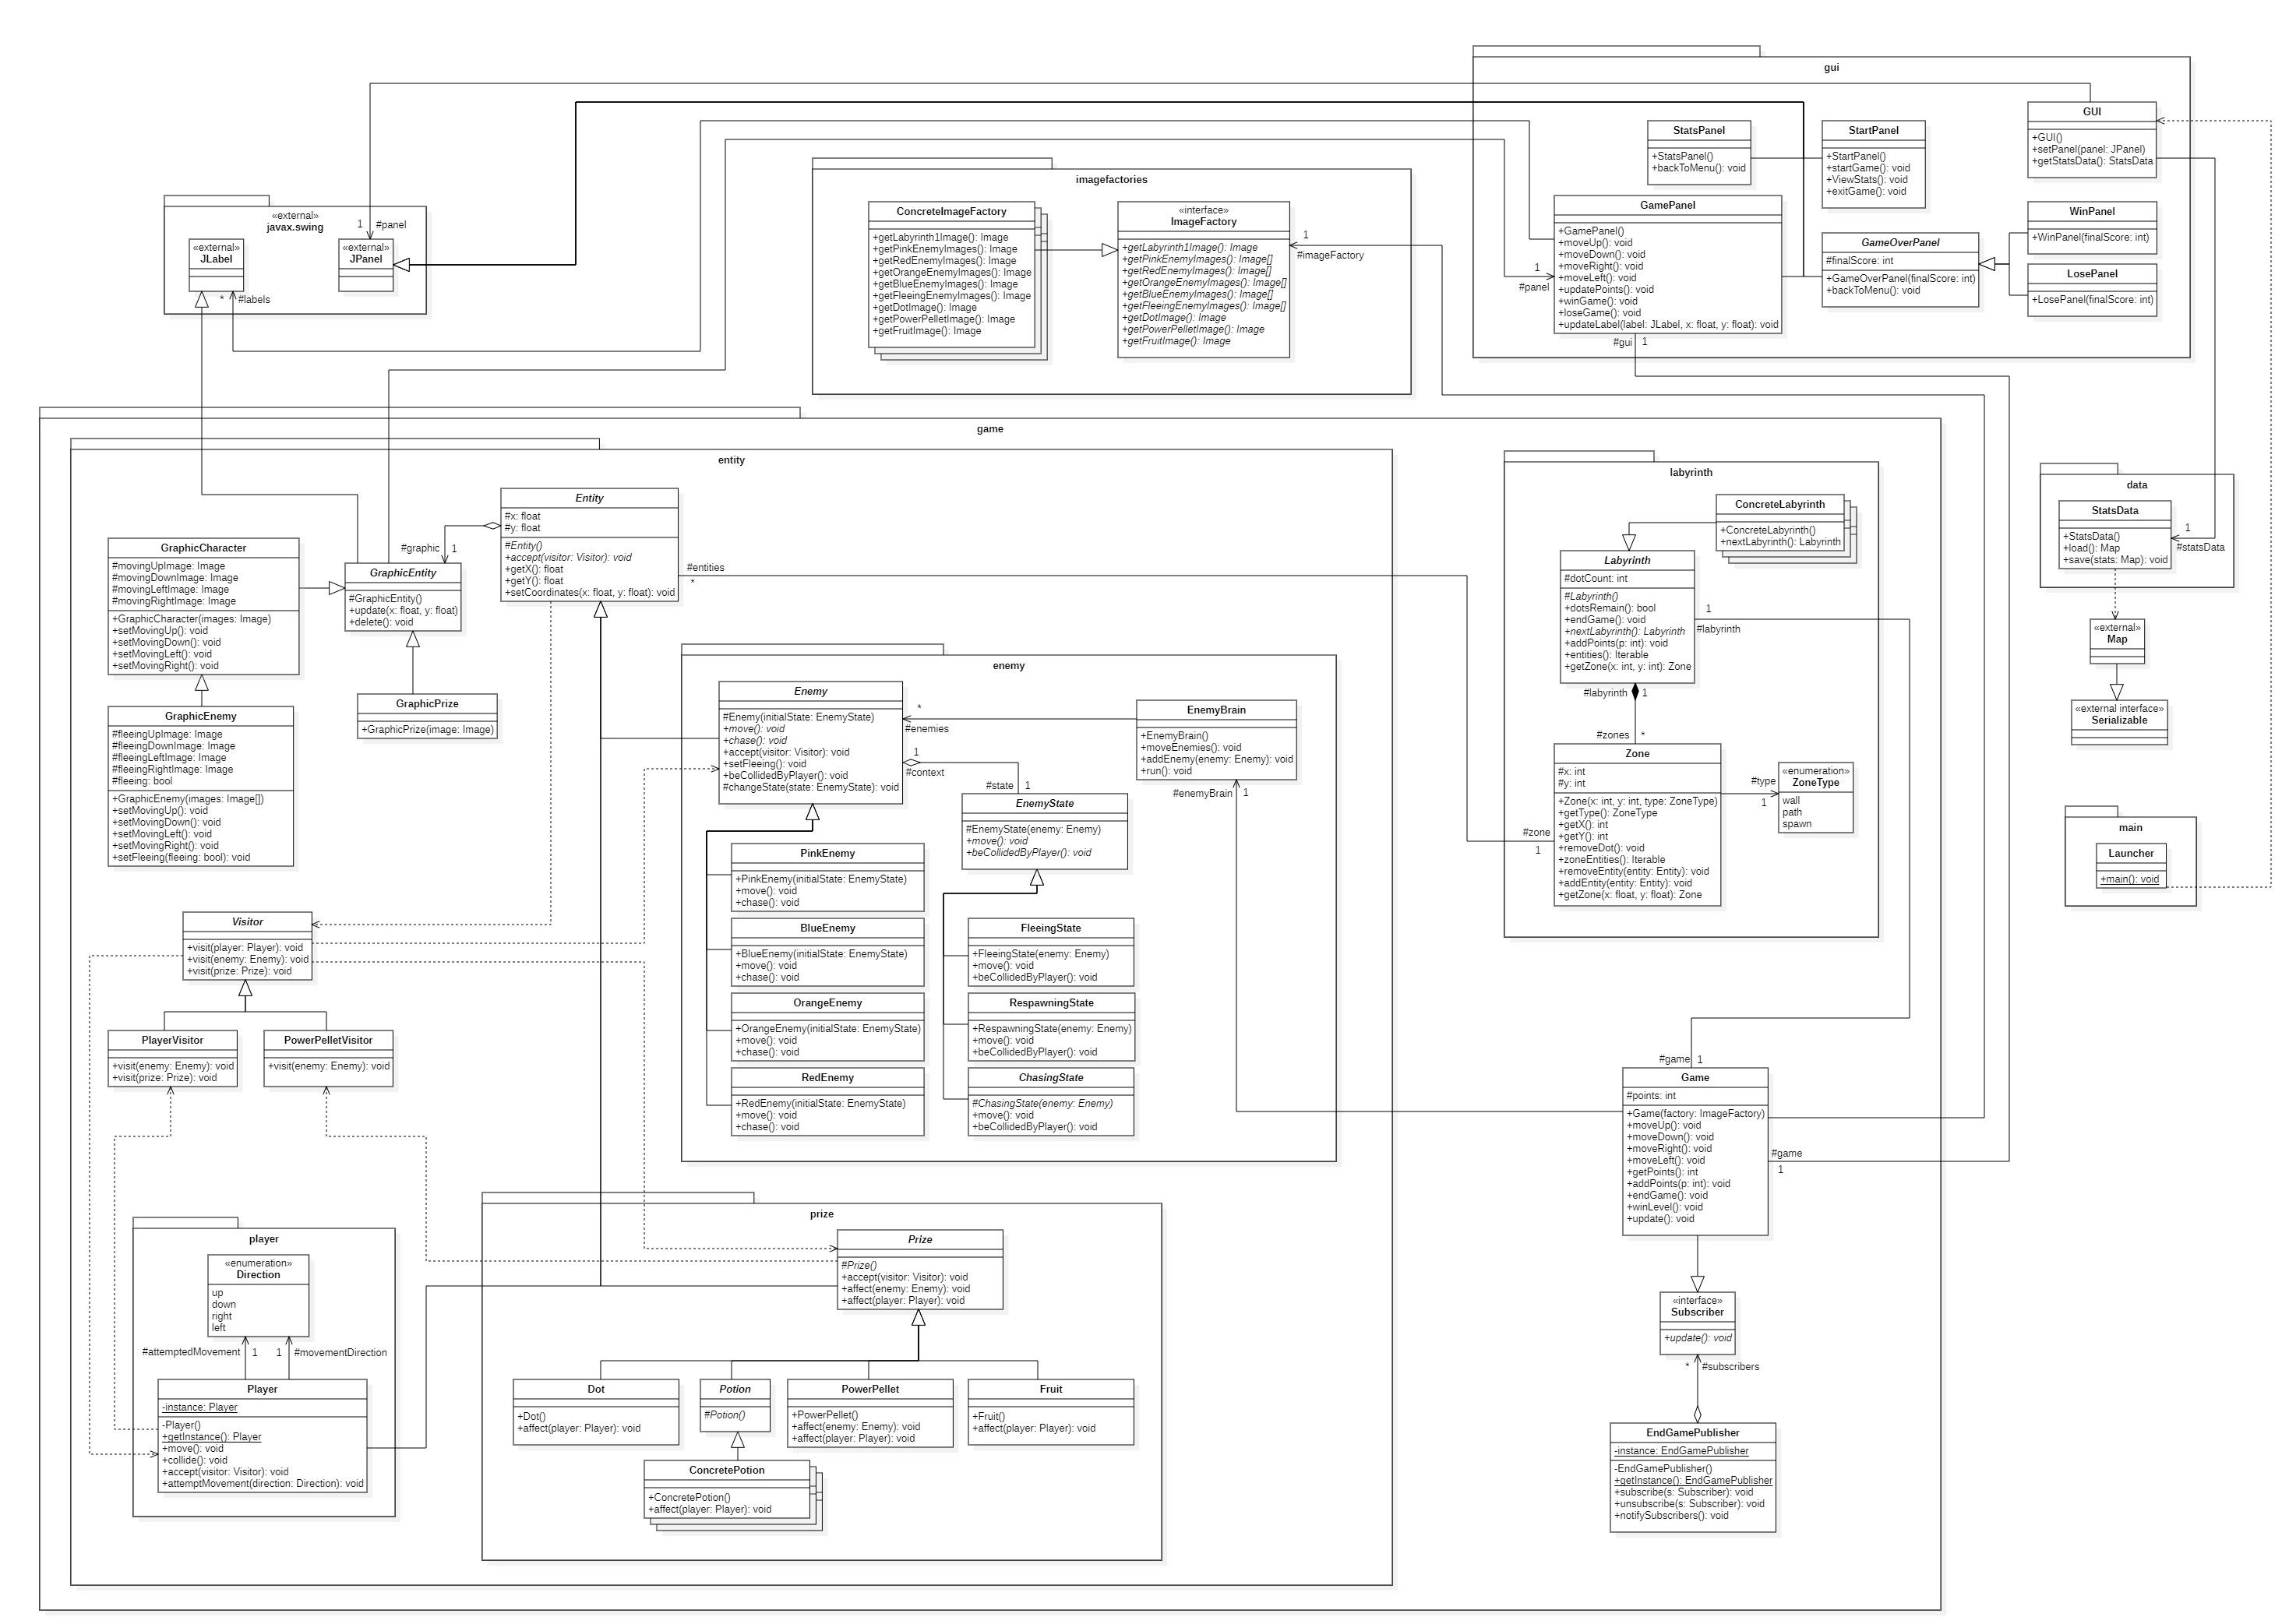 gui
GUI
+GUI()
+setPanel(panel: JPanel)
+getStatsData(): StatsData
StatsPanel
+StatsPanel()
+backToMenu(): void
StartPanel
+StartPanel()
+startGame(): void
+ViewStats(): void
+exitGame(): void
GamePanel
+GamePanel()
+moveUp(): void
+moveDown(): void
+moveRight(): void
+moveLeft(): void
+updatePoints(): void
+winGame(): void
+loseGame(): void
+updateLabel(label: JLabel, x: float, y: float): void
GameOverPanel
#finalScore: int
+GameOverPanel(finalScore: int)
+backToMenu(): void
WinPanel
+WinPanel(finalScore: int)
LosePanel
+LosePanel(finalScore: int)
1
#panel
#gui
1
«external»
javax.swing
1
#panel
«external»
JLabel
«external»
JPanel
*
#labels
imagefactories
ConcreteImageFactory
+getLabyrinth1Image(): Image
+getPinkEnemyImages(): Image
+getRedEnemyImages(): Image
+getOrangeEnemyImages(): Image
+getBlueEnemyImages(): Image
+getFleeingEnemyImages(): Image
+getDotImage(): Image
+getPowerPelletImage(): Image
+getFruitImage(): Image
«interface»
ImageFactory
+getLabyrinth1Image(): Image
+getPinkEnemyImages(): Image[]
+getRedEnemyImages(): Image[]
+getOrangeEnemyImages(): Image[]
+getBlueEnemyImages(): Image[]
+getFleeingEnemyImages(): Image[]
+getDotImage(): Image
+getPowerPelletImage(): Image
+getFruitImage(): Image
1
#imageFactory
game
entity
Entity
#x: float
#y: float
#Entity()
+accept(visitor: Visitor): void
+getX(): float
+getY(): float
+setCoordinates(x: float, y: float): void
#graphic
1
#entities
*
GraphicCharacter
#movingUpImage: Image
#movingDownImage: Image
#movingLeftImage: Image
#movingRightImage: Image
+GraphicCharacter(images: Image)
+setMovingUp(): void
+setMovingDown(): void
+setMovingLeft(): void
+setMovingRight(): void
GraphicEntity
#GraphicEntity()
+update(x: float, y: float)
+delete(): void
GraphicPrize
+GraphicPrize(image: Image)
GraphicEnemy
#fleeingUpImage: Image
#fleeingDownImage: Image
#fleeingLeftImage: Image
#fleeingRightImage: Image
#fleeing: bool
+GraphicEnemy(images: Image[])
+setMovingUp(): void
+setMovingDown(): void
+setMovingLeft(): void
+setMovingRight(): void
+setFleeing(fleeing: bool): void
Visitor
+visit(player: Player): void
+visit(enemy: Enemy): void
+visit(prize: Prize): void
PlayerVisitor
+visit(enemy: Enemy): void
+visit(prize: Prize): void
PowerPelletVisitor
+visit(enemy: Enemy): void
enemy
Enemy
#Enemy(initialState: EnemyState)
+move(): void
+chase(): void
+accept(visitor: Visitor): void
+setFleeing(): void
+beCollidedByPlayer(): void
#changeState(state: EnemyState): void
*
#enemies
1
#context
#state
1
EnemyBrain
+EnemyBrain()
+moveEnemies(): void
+addEnemy(enemy: Enemy): void
+run(): void
#enemyBrain
1
EnemyState
#EnemyState(enemy: Enemy)
+move(): void
+beCollidedByPlayer(): void
PinkEnemy
+PinkEnemy(initialState: EnemyState)
+move(): void
+chase(): void
BlueEnemy
+BlueEnemy(initialState: EnemyState)
+move(): void
+chase(): void
OrangeEnemy
+OrangeEnemy(initialState: EnemyState)
+move(): void
+chase(): void
RedEnemy
+RedEnemy(initialState: EnemyState)
+move(): void
+chase(): void
FleeingState
+FleeingState(enemy: Enemy)
+move(): void
+beCollidedByPlayer(): void
RespawningState
+RespawningState(enemy: Enemy)
+move(): void
+beCollidedByPlayer(): void
ChasingState
#ChasingState(enemy: Enemy)
+move(): void
+beCollidedByPlayer(): void
player
«enumeration»
Direction
up
down
right
left
#attemptedMovement
1
1
#movementDirection
Player
-instance: Player
-Player()
+getInstance(): Player
+move(): void
+collide(): void
+accept(visitor: Visitor): void
+attemptMovement(direction: Direction): void
prize
Prize
#Prize()
+accept(visitor: Visitor): void
+affect(enemy: Enemy): void
+affect(player: Player): void
Dot
+Dot()
+affect(player: Player): void
Potion
#Potion()
PowerPellet
+PowerPellet()
+affect(enemy: Enemy): void
+affect(player: Player): void
Fruit
+Fruit()
+affect(player: Player): void
ConcretePotion
+ConcretePotion()
+affect(player: Player): void
labyrinth
ConcreteLabyrinth
+ConcreteLabyrinth()
+nextLabyrinth(): Labyrinth
Labyrinth
#dotCount: int
#Labyrinth()
+dotsRemain(): bool
+endGame(): void
+nextLabyrinth(): Labyrinth
+addPoints(p: int): void
+entities(): Iterable
+getZone(x: int, y: int): Zone
1
#labyrinth
#labyrinth
1
#zones
*
Zone
#x: int
#y: int
+Zone(x: int, y: int, type: ZoneType)
+getType(): ZoneType
+getX(): int
+getY(): int
+removeDot(): void
+zoneEntities(): Iterable
+removeEntity(entity: Entity): void
+addEntity(entity: Entity): void
+getZone(x: float, y: float): Zone
#zone
1
#type
1
«enumeration»
ZoneType
wall
path
spawn
#game
1
Game
#points: int
+Game(factory: ImageFactory)
+moveUp(): void
+moveDown(): void
+moveRight(): void
+moveLeft(): void
+getPoints(): int
+addPoints(p: int): void
+endGame(): void
+winLevel(): void
+update(): void
#game
1
«interface»
Subscriber
+update(): void
*
#subscribers
EndGamePublisher
-instance: EndGamePublisher
-EndGamePublisher()
+getInstance(): EndGamePublisher
+subscribe(s: Subscriber): void
+unsubscribe(s: Subscriber): void
+notifySubscribers(): void
data
StatsData
+StatsData()
+load(): Map
+save(stats: Map): void
1
#statsData
«external»
Map
«external interface»
Serializable
main
Launcher
+main(): void